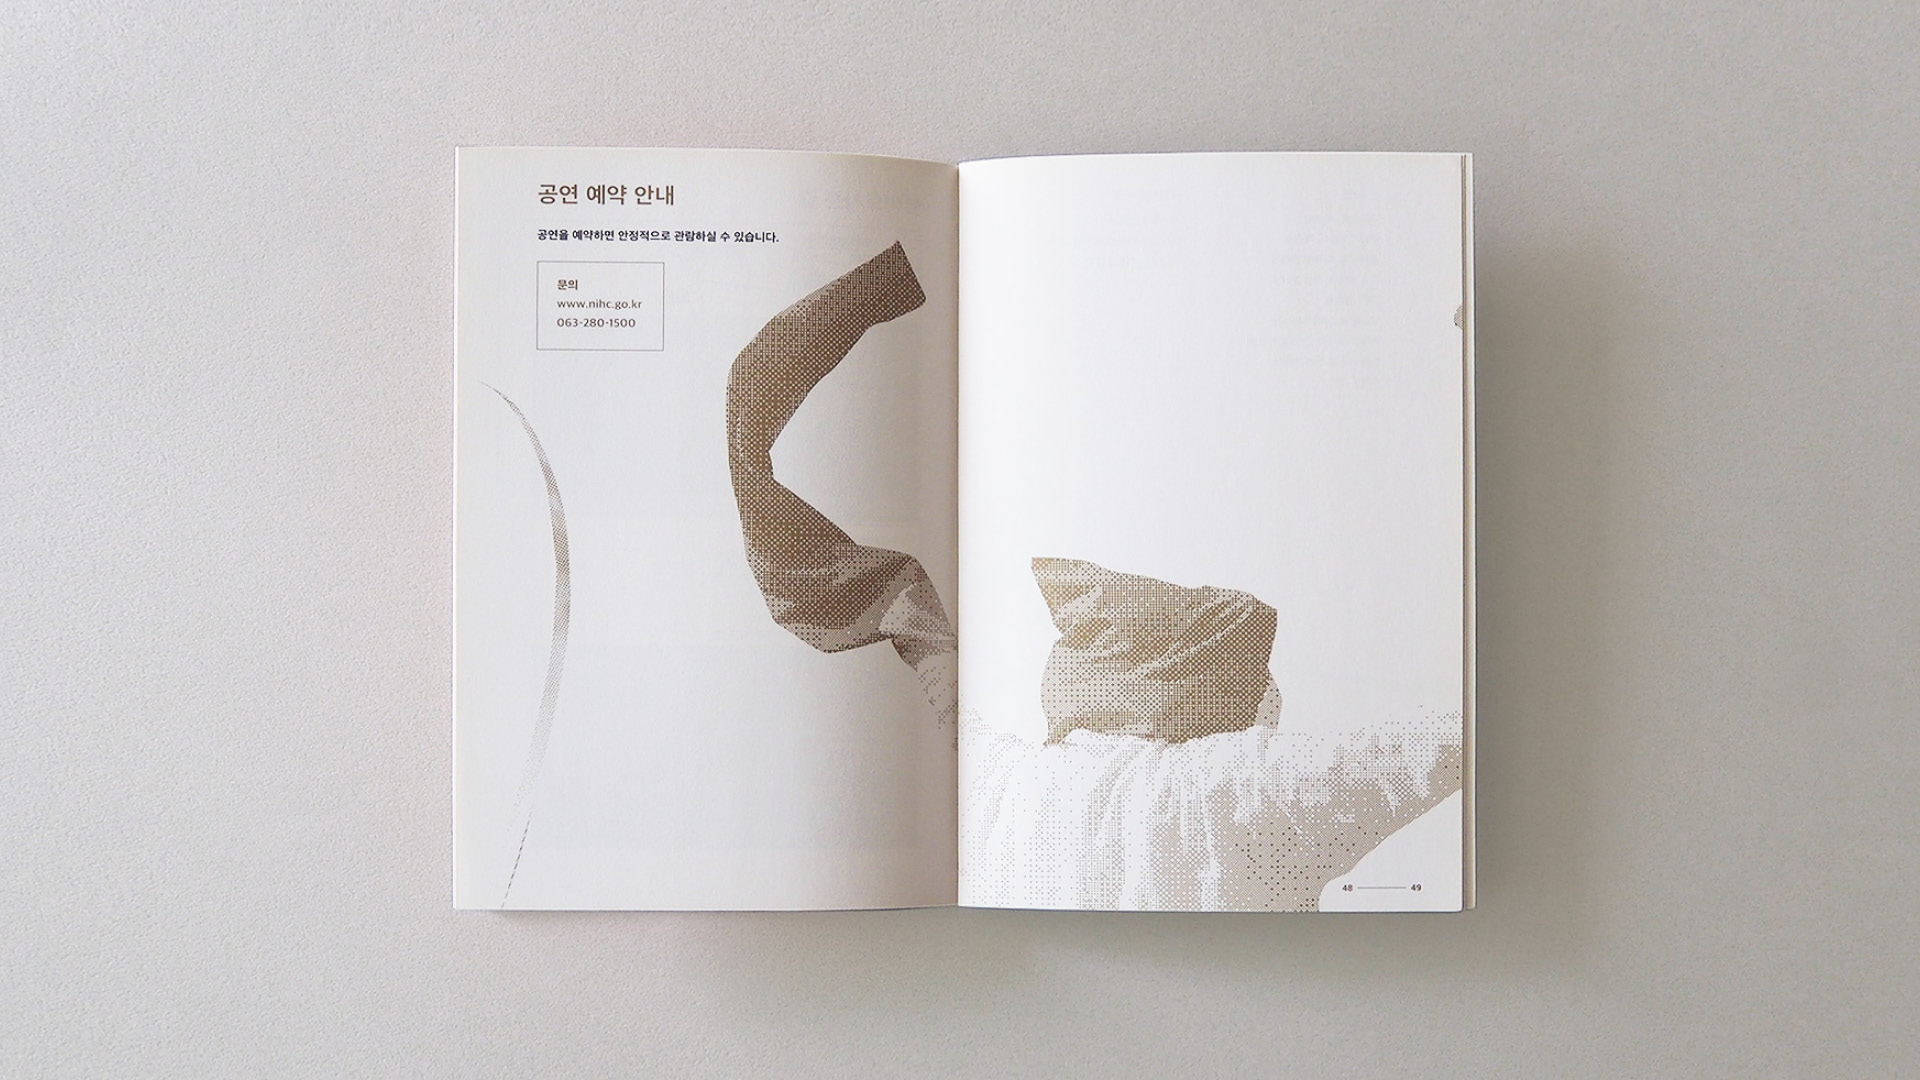 공연 예약 안내
공연을 예약하면 안정적으로 관람하실 수 있습니다.
문의
www.nihc.go.kr
063-280-1500
48 49